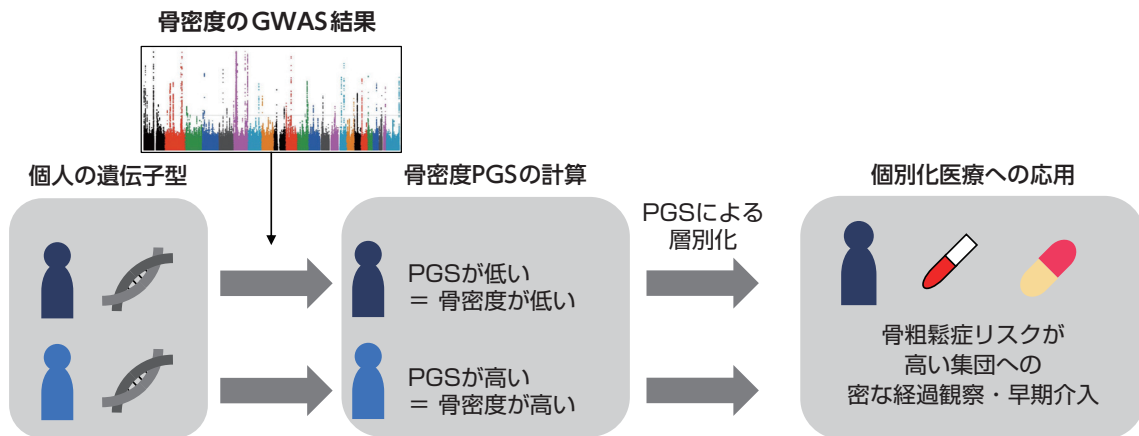 骨密度のGWAS結果
個人の遺伝子型
骨密度PGSの計算
PGSが低い
= 骨密度が低い
PGSが高い
= 骨密度が高い
PGSによる
層別化
個別化医療への応用
骨粗鬆症リスクが
高い集団への
密な経過観察・早期介入